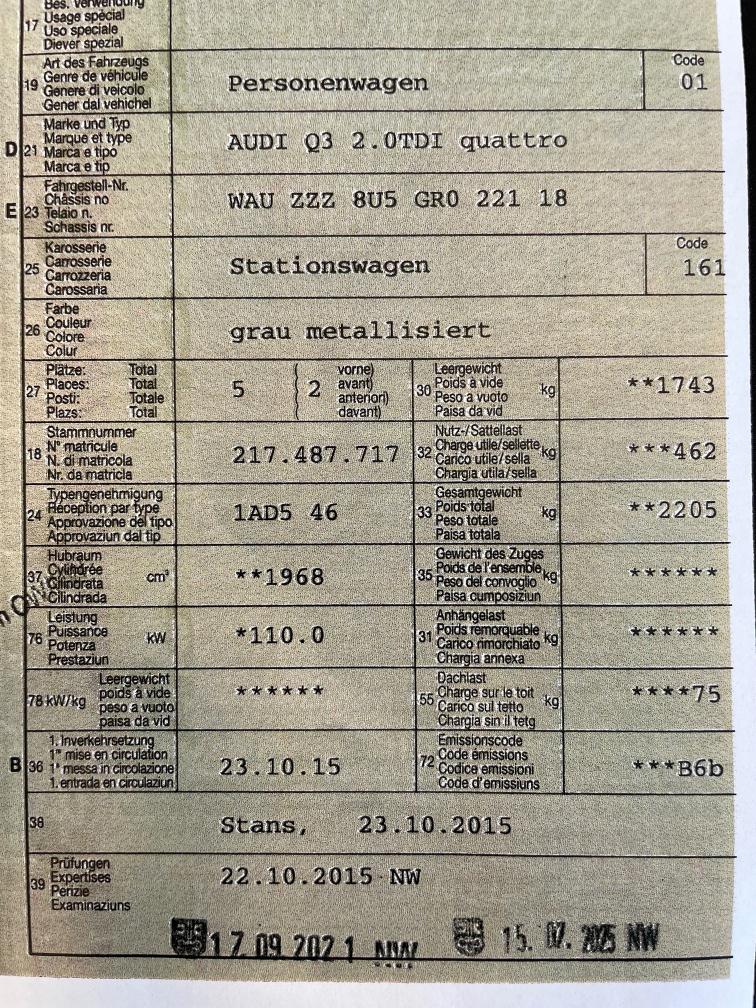 Bes. Verwendung
17 Usage spécial
Uso speciale
Diever spezial
Art des Fahrzeugs
19 Genre de véhicule
Genere di veicolo
Gener dal vehichel
Personenwagen
Code
01
Marke und Typ
D 21 Marque et type
Marca e tipo
Marca e tip
AUDI Q3 2.0TDI quattro
Fahrgestell-Nr.
E 23 Châssis no
Telaio n.
Schassis nr.
WAU ZZZ 8U5 GR0 221 18
Karosserie
25 Carrosserie
Carrozzeria
Carossaria
Stationswagen
Code
161
Farbe
26 Couleur
Colore
Colur
grau metallisiert
27 Plätze: Total
Places: Total
Posti: Totale
Plazs: Total
5
2
vorne)
avant)
anteriori)
davant)
30 Leergewicht
Poids à vide
Peso a vuoto
Paisa da vid
kg
**1743
18 Stammnummer
N° matricule
N. di matricola
Nr. da matricla
217.487.717
32 Nutz-/Sattellast
Charge utile/sellette
Carico utile/sella
Chargia utila/sella
kg
***462
24 Typengenehmigung
Réception par type
Approvazione del tipo
Approvaziun dal tip
1AD5 46
33 Gesamtgewicht
Poids total
Peso totale
Paisa totala
kg
**2205
37 Hubraum
Cylindrée
Cilindrata
Cilindrada
cm³
**1968
35 Gewicht des Zuges
Poids de l'ensemble
Peso del convoglio
Paisa cumposiziun
kg
******
76 Leistung
Puissance
Potenza
Prestaziun
kW
*110.0
31 Anhängelast
Poids remorquable
Carico rimorchiato
Chargia annexa
kg
******
78 kW/kg
Leergewicht
poids à vide
peso a vuoto
paisa da vid
******
55 Dachlast
Charge sur le toit
Carico sul tetto
Chargia sin il tetg
kg
****75
B 36 1. Inverkehrsetzung
1re mise en circulation
1a messa in circolazione
1. entrada en circulaziun
23.10.15
72 Emissionscode
Code émissions
Codice emissioni
Code d'emissiuns
***B6b
38
Stans, 23.10.2015
39 Prüfungen
Expertises
Perizie
Examinaziuns
22.10.2015 NW
17.09.2021 NW
15. 07. 2025 NW